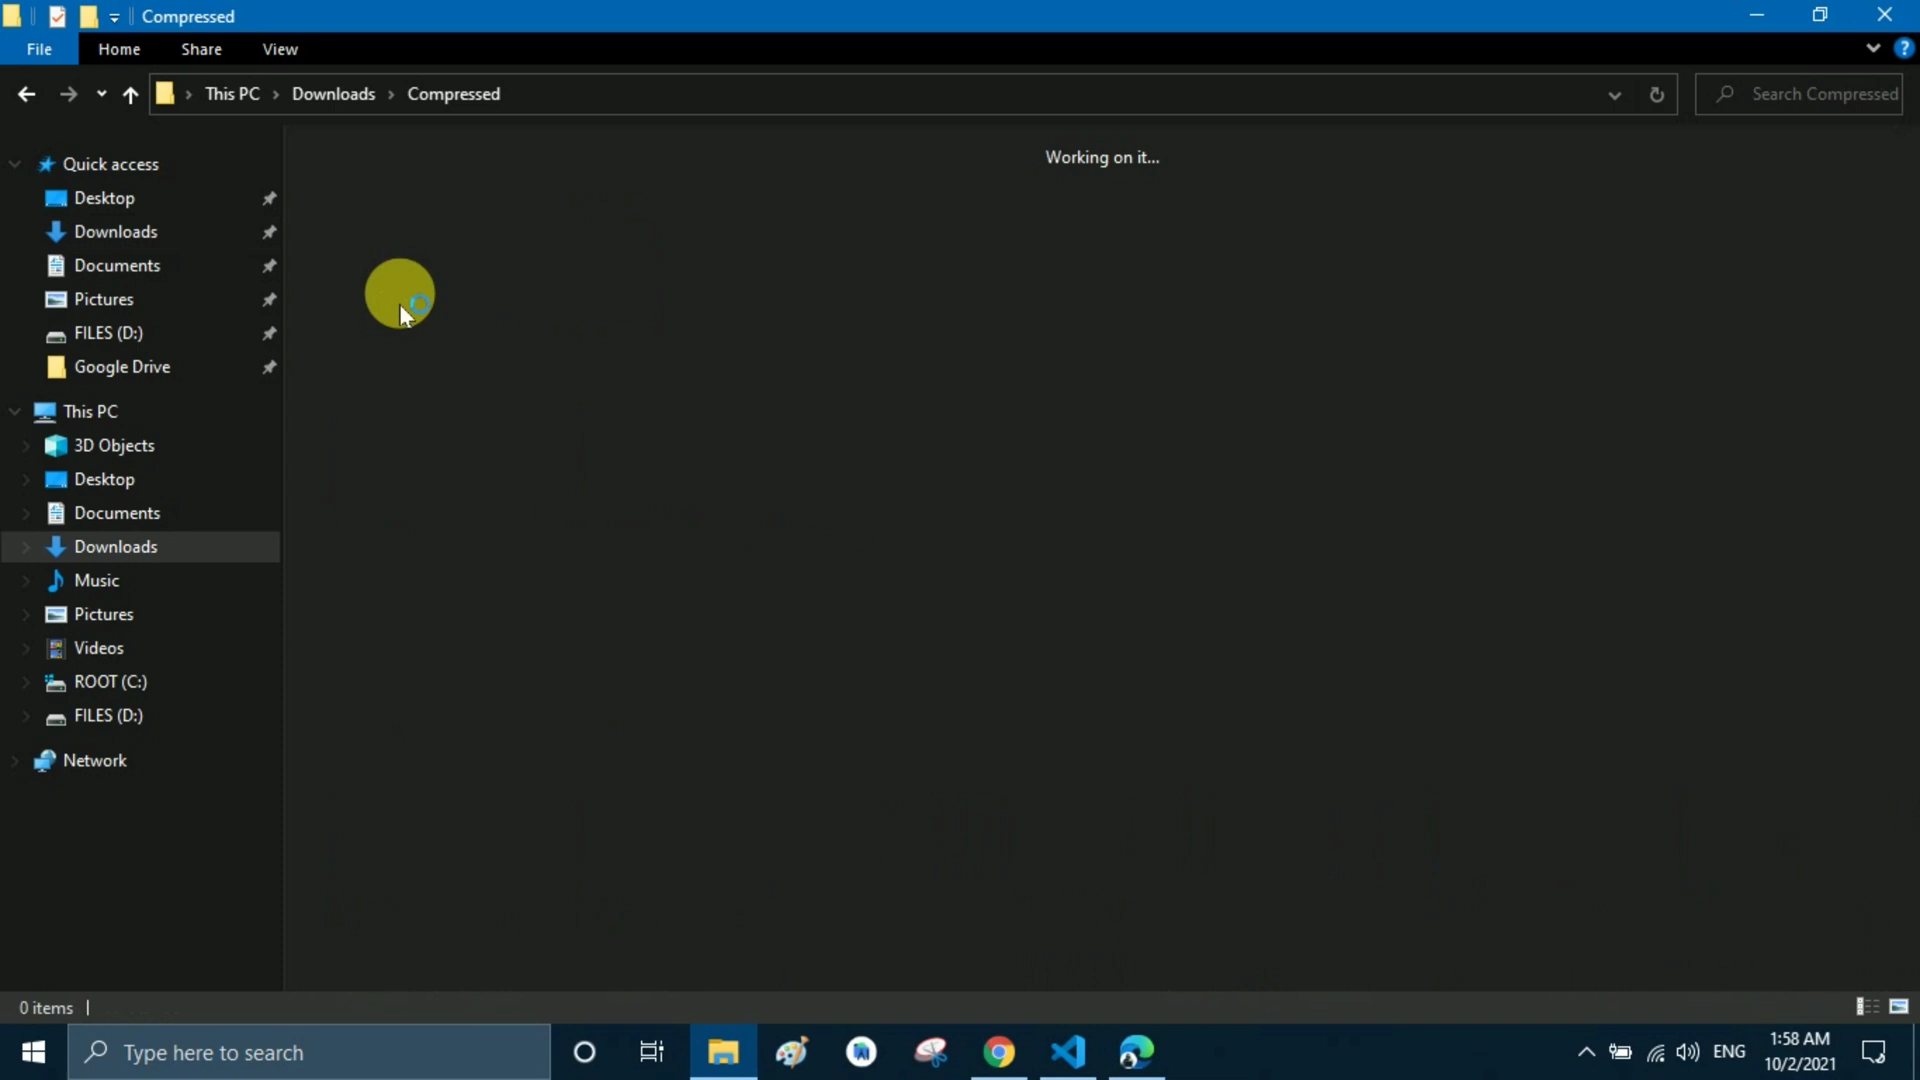 Compressed
File Home Share View
This PC Downloads Compressed
Search Compressed
Working on it...
Quick access
Desktop
Downloads
Documents
Pictures
FILES (D:)
Google Drive
This PC
3D Objects
Desktop
Documents
Downloads
Music
Pictures
Videos
ROOT (C:)
FILES (D:)
Network
0 items
Type here to search
ENG
1:58 AM
10/2/2021